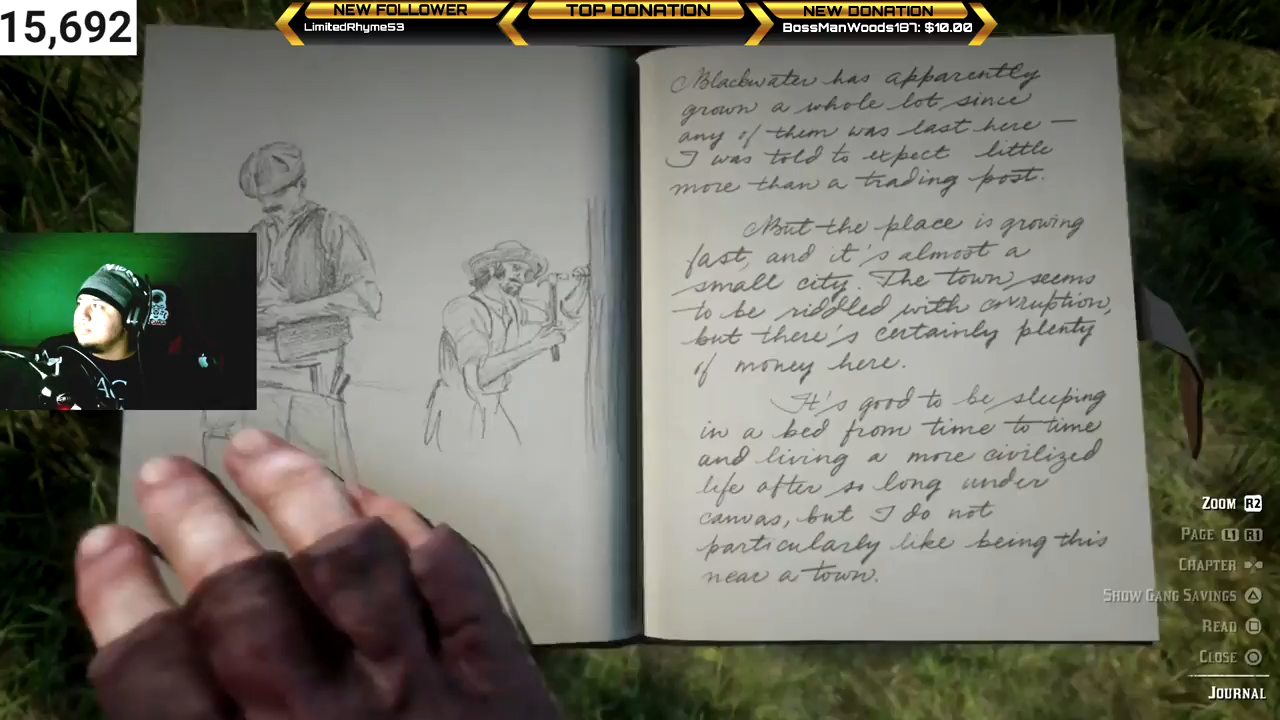 15,692
NEW FOLLOWER
LimitedRhyme53
TOP DONATION
NEW DONATION
BossManWoods187: $10.00
Blackwater has apparently
grown a whole lot since
any of them was last here —
I was told to expect little
more than a trading post.
But the place is growing
fast, and it's almost a
small city. The town seems
to be riddled with corruption,
but there's certainly plenty
of money here.
It's good to be sleeping
in a bed from time to time
and living a more civilized
life after so long under
canvas, but I do not
particularly like being this
near a town.
ZOOM R2
PAGE L1 R1
CHAPTER
SHOW GANG SAVINGS
READ
CLOSE
JOURNAL